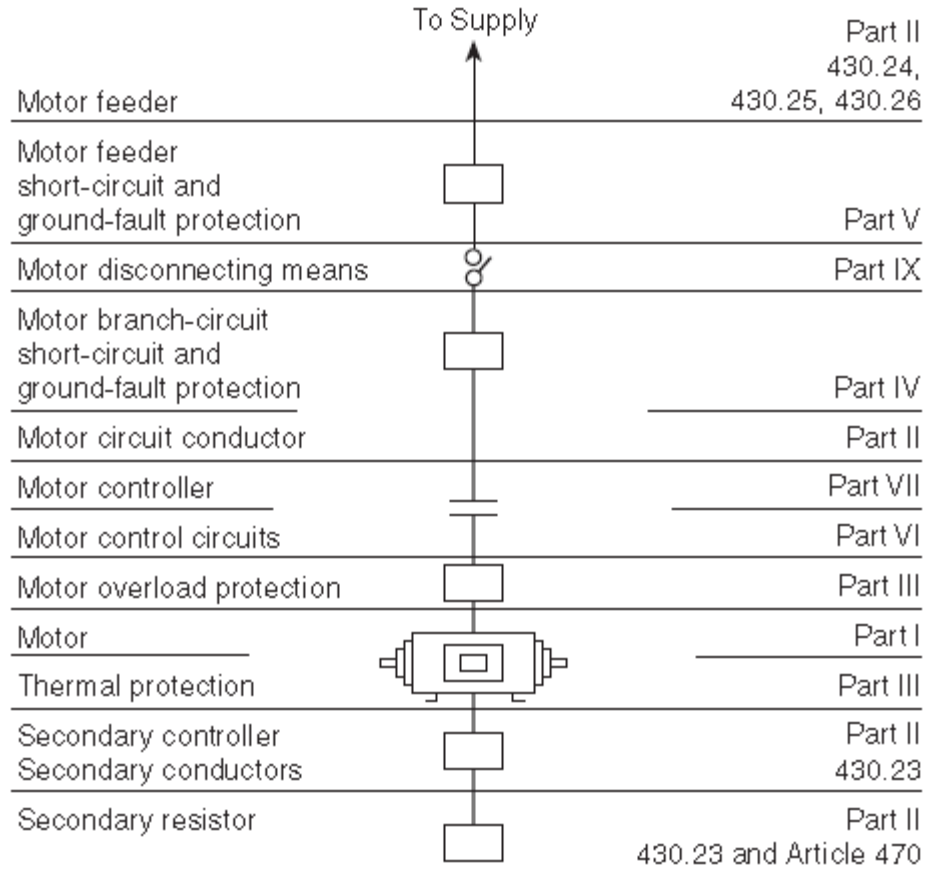 To Supply
Part II
430.24,
Motor feeder 430.25, 430.26
Motor feeder
short-circuit and
ground-fault protection Part V
Motor disconnecting means Part IX
Motor branch-circuit
short-circuit and
ground-fault protection Part IV
Motor circuit conductor Part II
Motor controller Part VII
Motor control circuits Part VI
Motor overload protection Part III
Motor Part I
Thermal protection Part III
Secondary controller Part II
Secondary conductors 430.23
Secondary resistor Part II
430.23 and Article 470